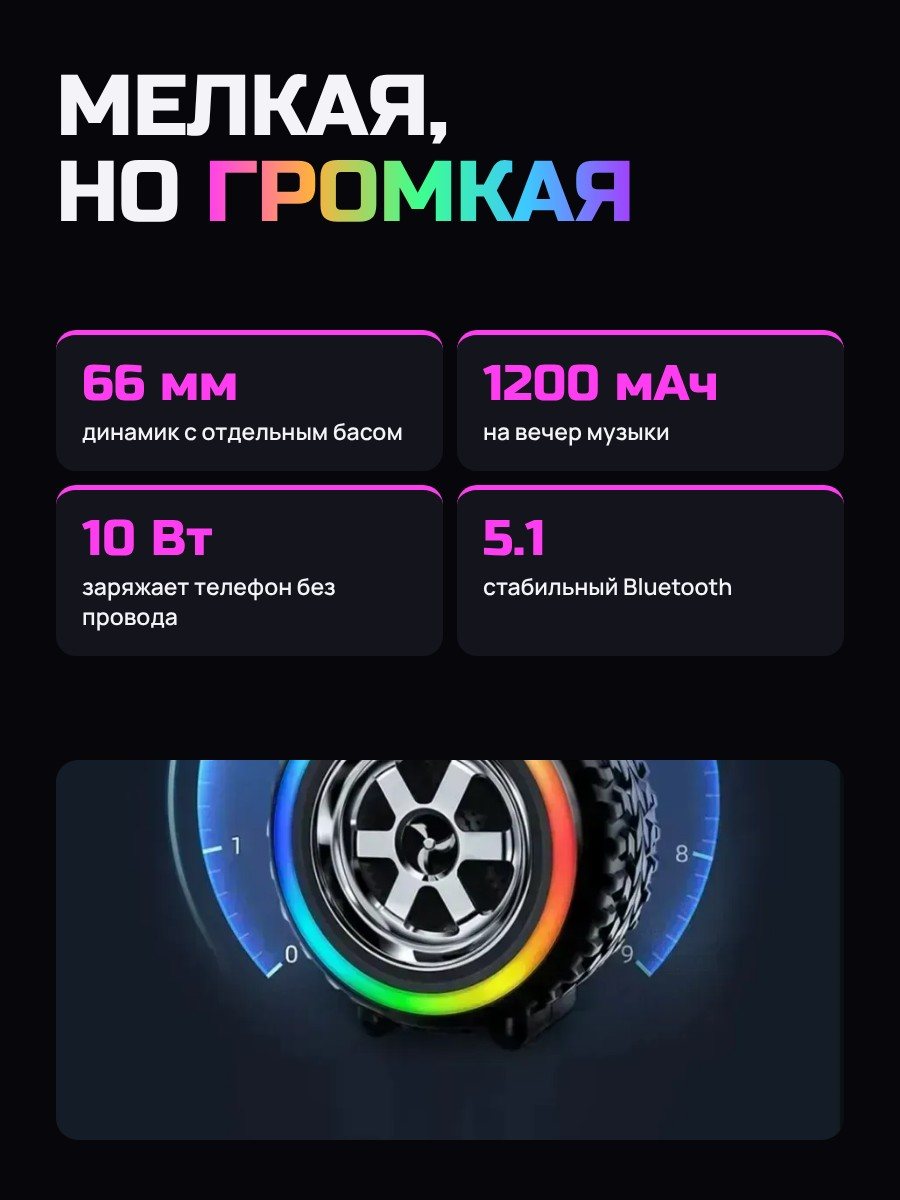 МЕЛКАЯ,
НО ГРОМКАЯ
66 мм
динамик с отдельным басом
1200 мАч
на вечер музыки
10 Вт
заряжает телефон без
провода
5.1
стабильный Bluetooth
1
8
0
9